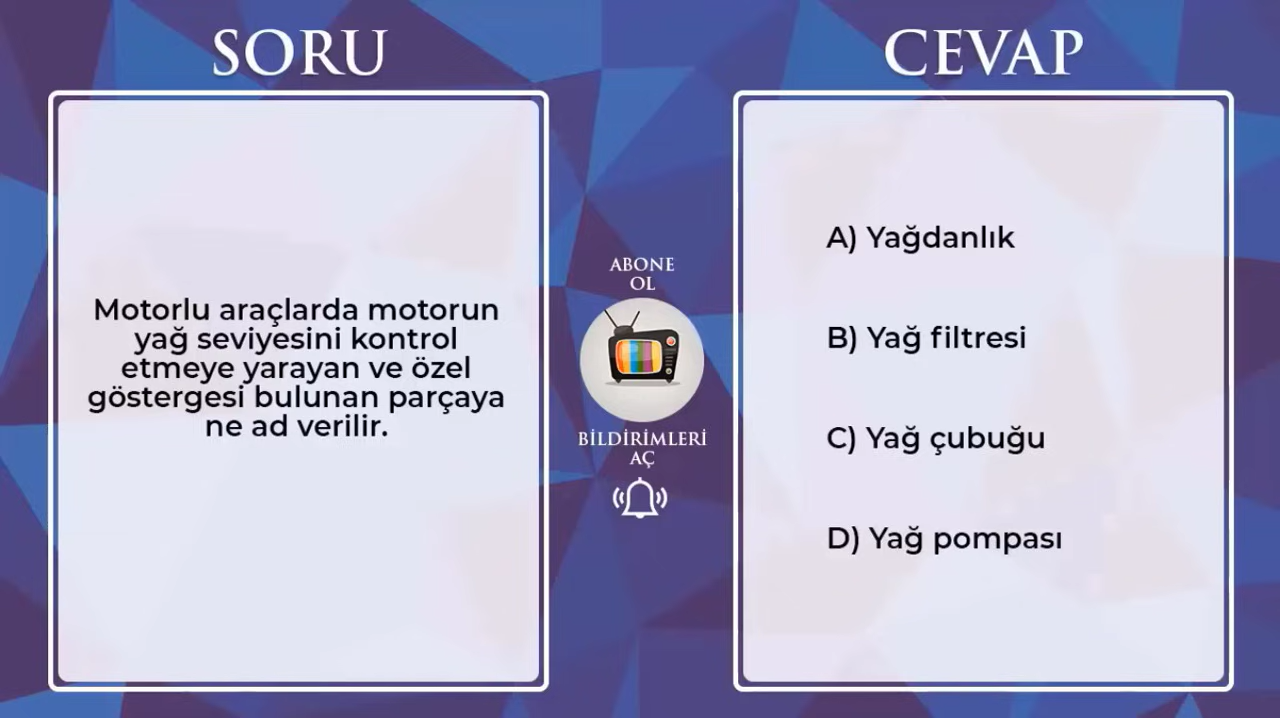 SORU
Motorlu araçlarda motorun
yağ seviyesini kontrol
etmeye yarayan ve özel
göstergesi bulunan parçaya
ne ad verilir.
ABONE
OL
BİLDİRİMLERİ
AÇ
CEVAP
A) Yağdanlık
B) Yağ filtresi
C) Yağ çubuğu
D) Yağ pompası